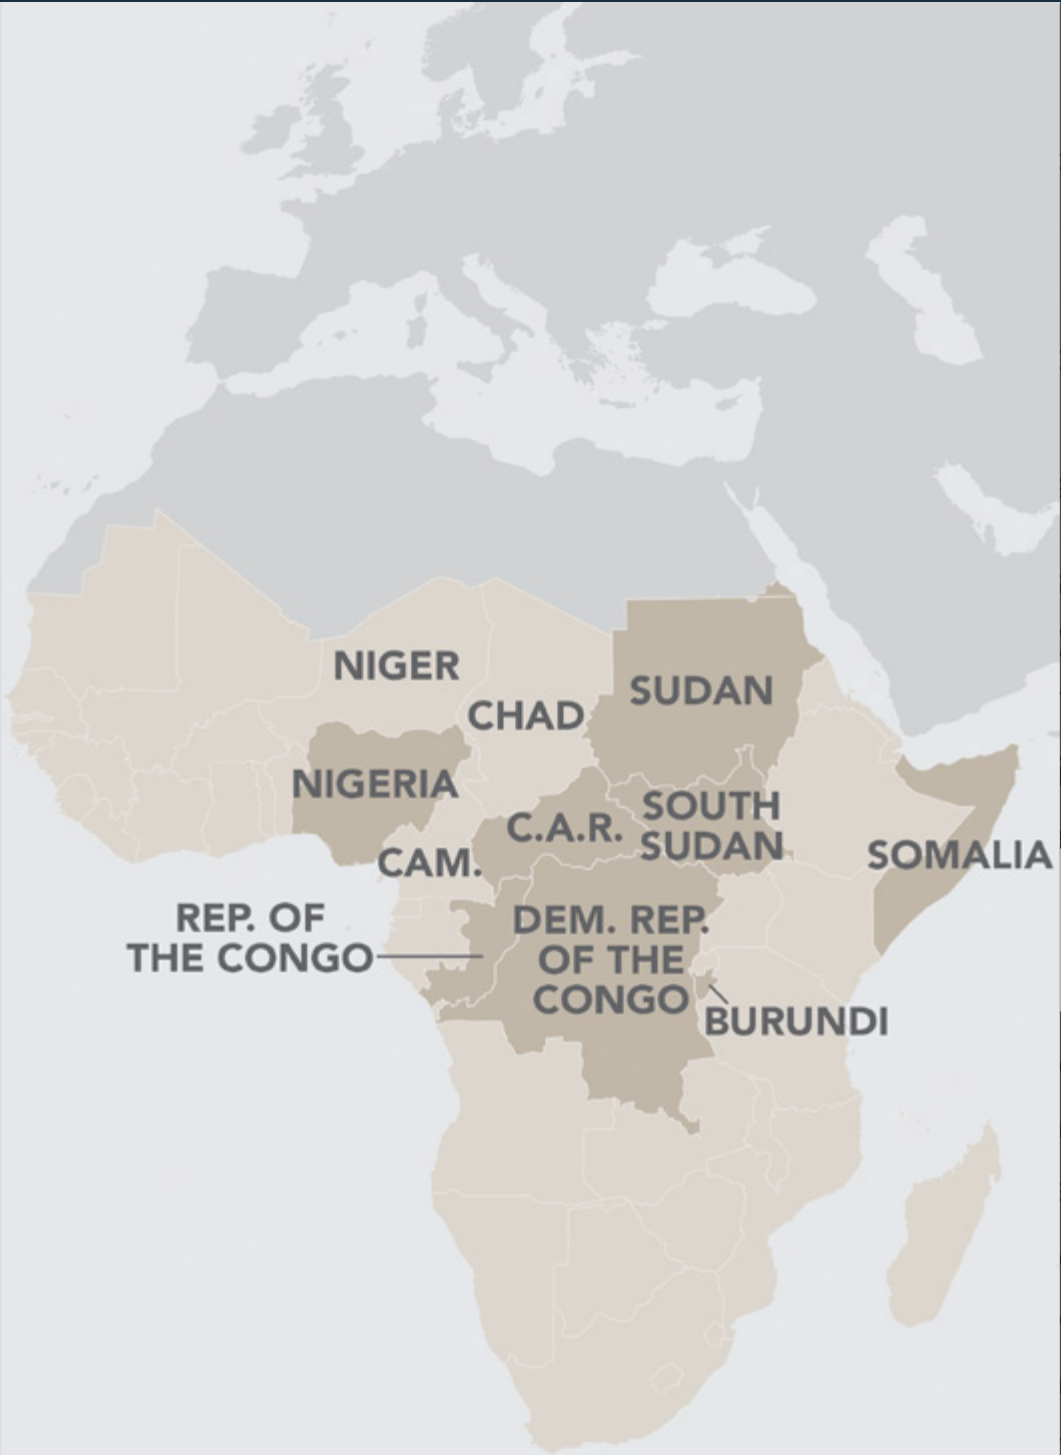 NIGER
SUDAN
CHAD
NIGERIA
SOUTH
SUDAN
C.A.R.
SOMALIA
CAM.
REP. OF
THE CONGO
DEM. REP.
OF THE
CONGO
BURUNDI